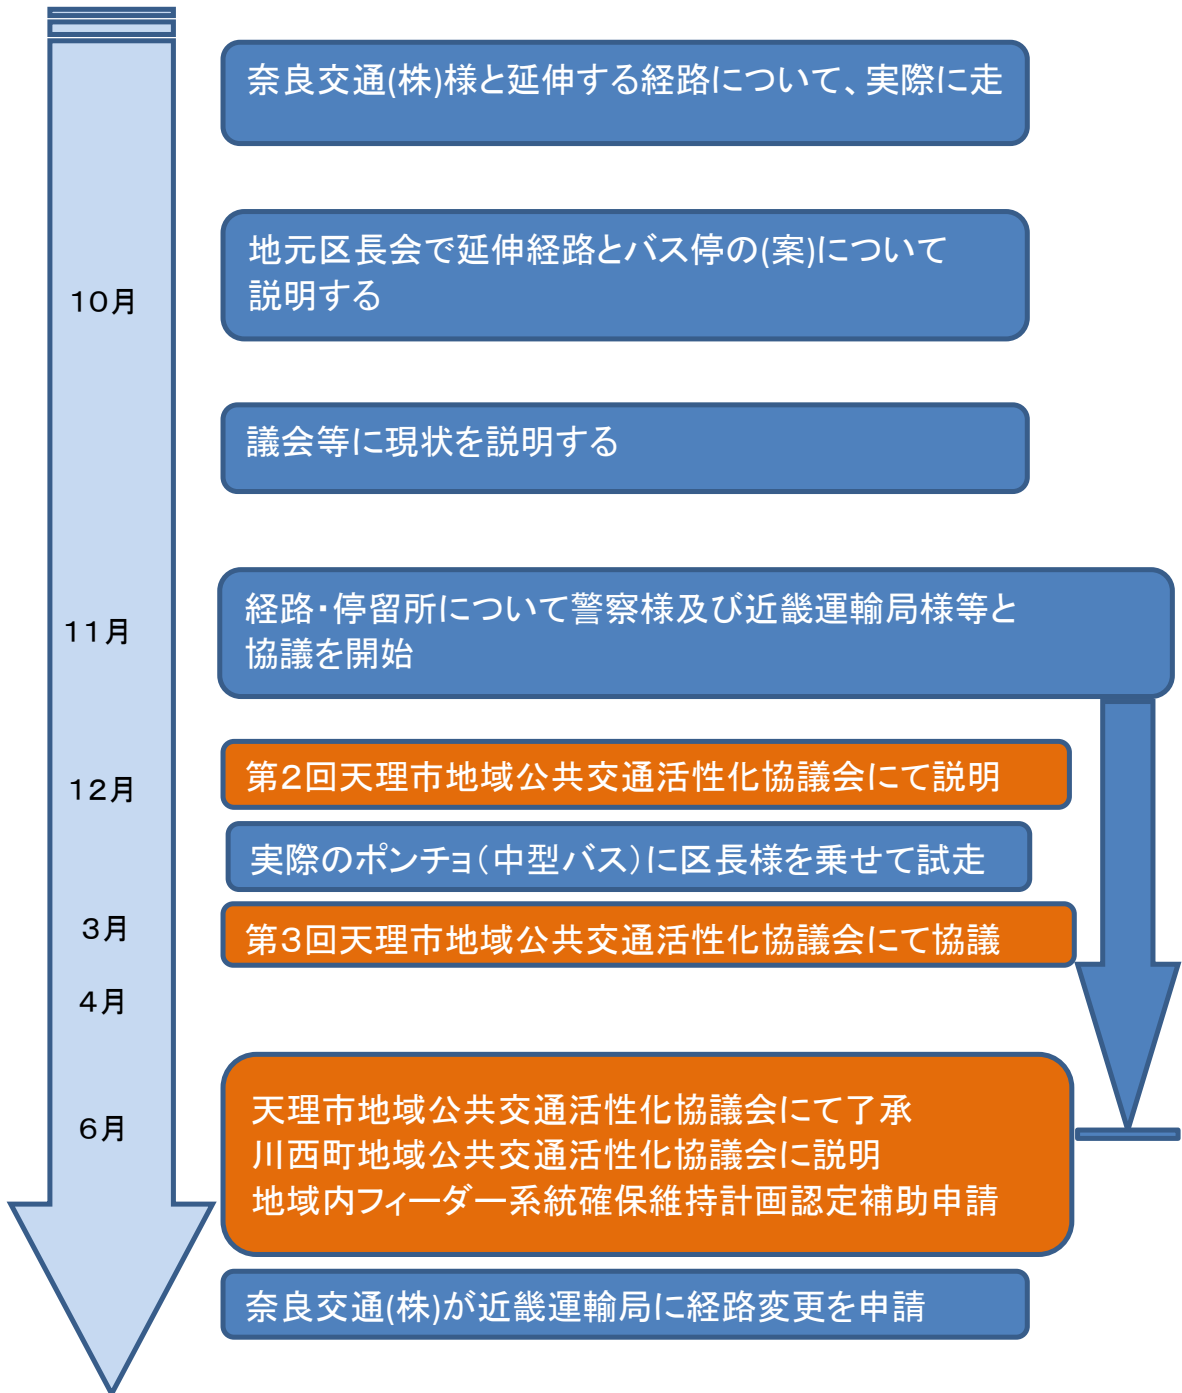 奈良交通(株)様と延伸する経路について、実際に走
地元区長会で延伸経路とバス停の(案)について
説明する
10月
議会等に現状を説明する
経路・停留所について警察様及び近畿運輸局様等と
協議を開始
11月
第2回天理市地域公共交通活性化協議会にて説明
12月
実際のポンチョ(中型バス)に区長様を乗せて試走
3月
第3回天理市地域公共交通活性化協議会にて協議
4月
天理市地域公共交通活性化協議会にて了承
6月
川西町地域公共交通活性化協議会に説明
地域内フィーダー系統確保維持計画認定補助申請
奈良交通(株)が近畿運輸局に経路変更を申請